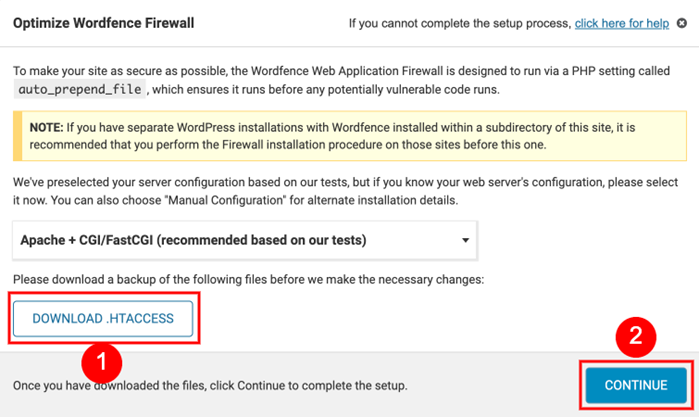 Optimize Wordfence Firewall
If you cannot complete the setup process, click here for help
To make your site as secure as possible, the Wordfence Web Application Firewall is designed to run via a PHP setting called
auto_prepend_file , which ensures it runs before any potentially vulnerable code runs.
NOTE: If you have separate WordPress installations with Wordfence installed within a subdirectory of this site, it is
recommended that you perform the Firewall installation procedure on those sites before this one.
We've preselected your server configuration based on our tests, but if you know your web server's configuration, please select
it now. You can also choose "Manual Configuration" for alternate installation details.
Apache + CGI/FastCGI (recommended based on our tests)
Please download a backup of the following files before we make the necessary changes:
DOWNLOAD .HTACCESS
1
2
Once you have downloaded the files, click Continue to complete the setup.
CONTINUE